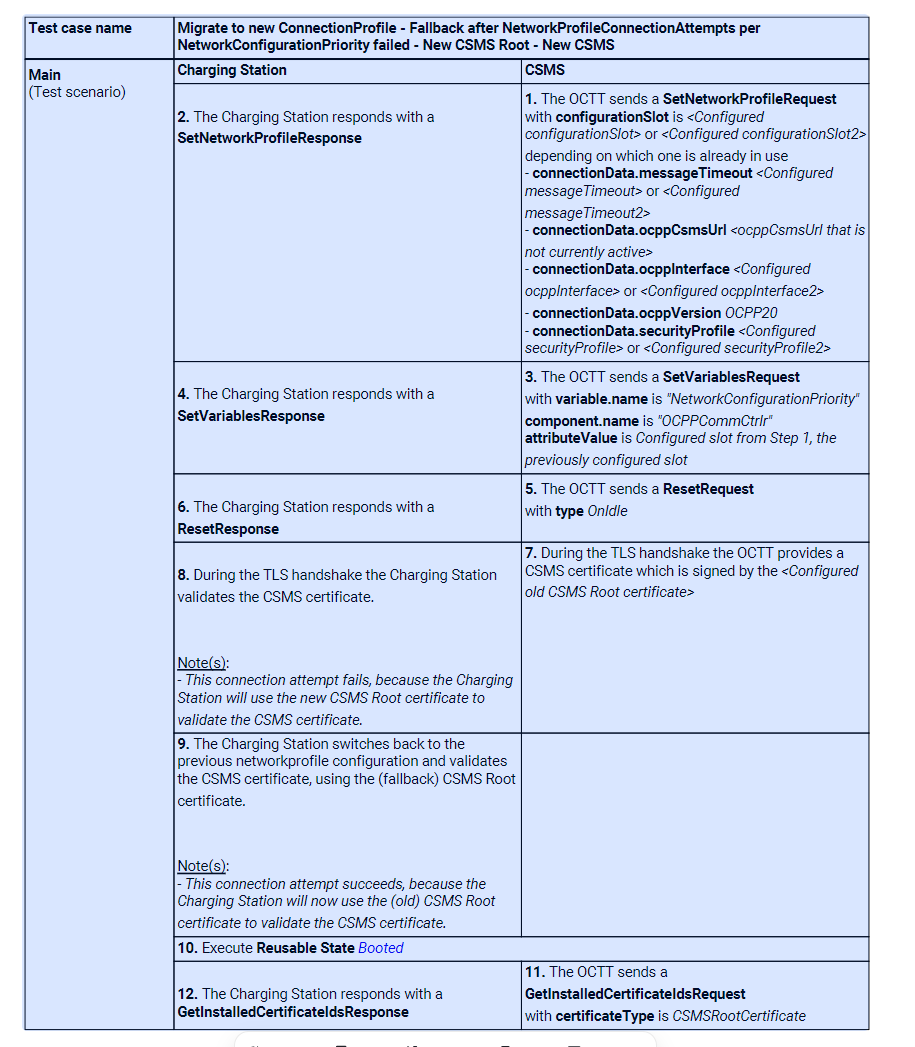 Test case name
Migrate to new ConnectionProfile - Fallback after NetworkProfileConnectionAttempts per
NetworkConfigurationPriority failed - New CSMS Root - New CSMS
Main
(Test scenario)
Charging Station
CSMS
1. The OCTT sends a SetNetworkProfileRequest
with configurationSlot is <Configured
configurationSlot> or <Configured configurationSlot2>
depending on which one is already in use
- connectionData.messageTimeout <Configured
messageTimeout> or <Configured
messageTimeout2>
- connectionData.ocppCsmsUrl <ocppCsmsUrl that is
not currently active>
- connectionData.ocppInterface <Configured
ocppInterface> or <Configured ocppInterface2>
- connectionData.ocppVersion OCPP20
- connectionData.securityProfile <Configured
securityProfile> or <Configured securityProfile2>
2. The Charging Station responds with a
SetNetworkProfileResponse
3. The OCTT sends a SetVariablesRequest
with variable.name is "NetworkConfigurationPriority"
component.name is "OCPPCommCtrlr"
attributeValue is Configured slot from Step 1, the
previously configured slot
4. The Charging Station responds with a
SetVariablesResponse
5. The OCTT sends a ResetRequest
with type OnIdle
6. The Charging Station responds with a
ResetResponse
7. During the TLS handshake the OCTT provides a
CSMS certificate which is signed by the <Configured
old CSMS Root certificate>
8. During the TLS handshake the Charging Station
validates the CSMS certificate.
Note(s):
- This connection attempt fails, because the Charging
Station will use the new CSMS Root certificate to
validate the CSMS certificate.
9. The Charging Station switches back to the
previous networkprofile configuration and validates
the CSMS certificate, using the (fallback) CSMS Root
certificate.
Note(s):
- This connection attempt succeeds, because the
Charging Station will now use the (old) CSMS Root
certificate to validate the CSMS certificate.
10. Execute Reusable State Booted
11. The OCTT sends a
GetInstalledCertificateIdsRequest
with certificateType is CSMSRootCertificate
12. The Charging Station responds with a
GetInstalledCertificateIdsResponse